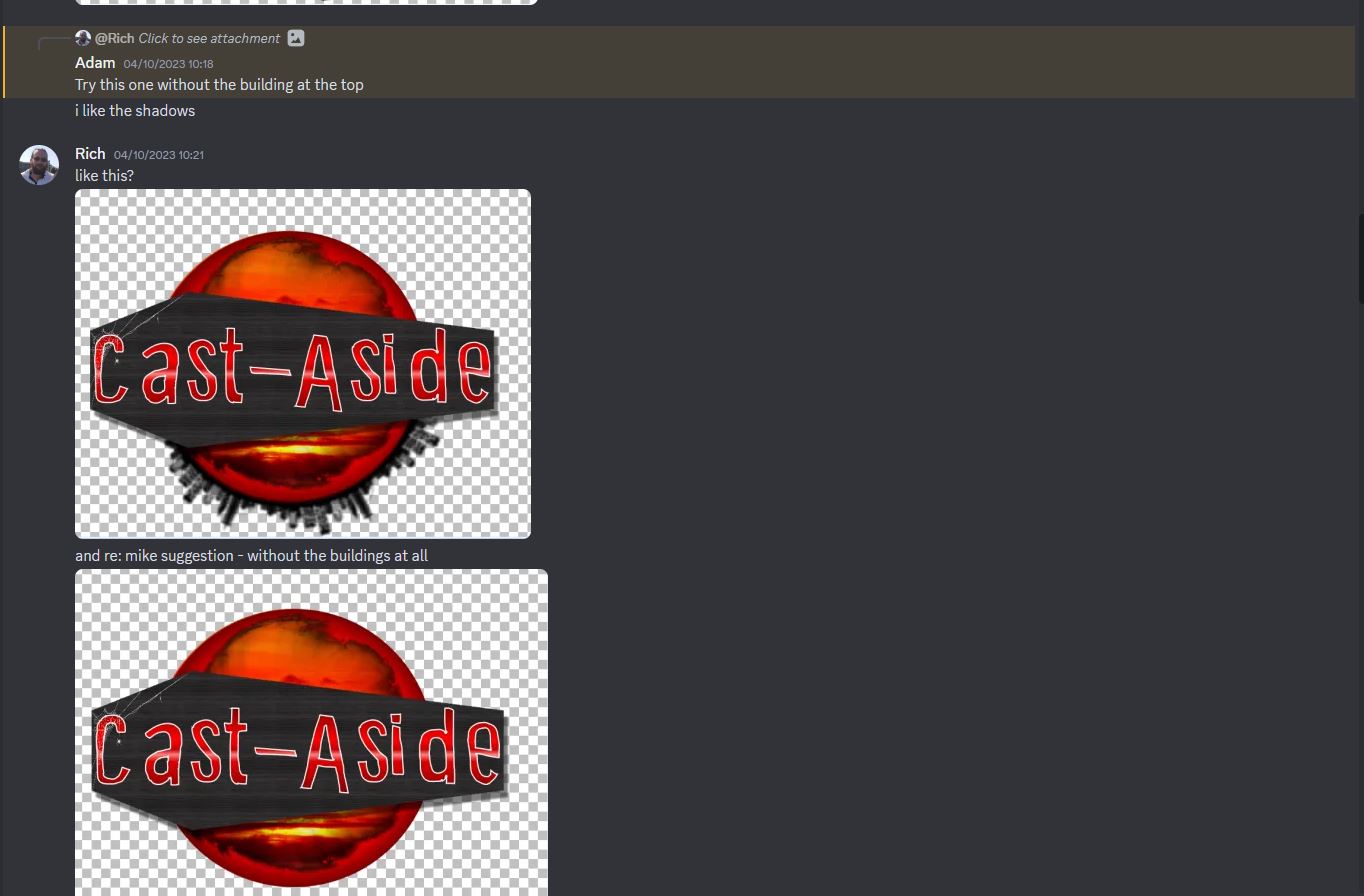 @Rich Click to see attachment
Adam 04/10/2023 10:18
Try this one without the building at the top
i like the shadows
Rich 04/10/2023 10:21
like this?
Cast-Aside
and re: mike suggestion - without the buildings at all
Cast-Aside